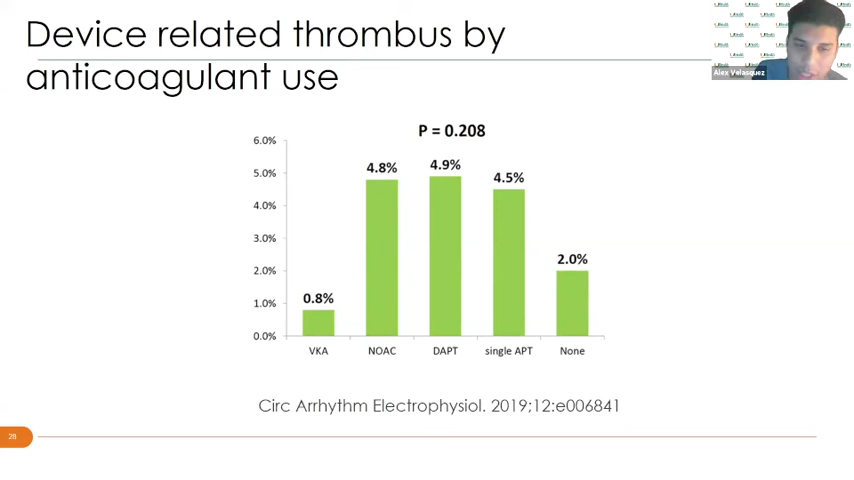 Device related thrombus by
anticoagulant use
Alex Velasquez
P = 0.208
6.0%
5.0%
4.0%
3.0%
2.0%
1.0%
0.0%
0.8%
4.8%
4.9%
4.5%
2.0%
VKA
NOAC
DAPT
single APT
None
Circ Arrhythm Electrophysiol. 2019;12:e006841
28